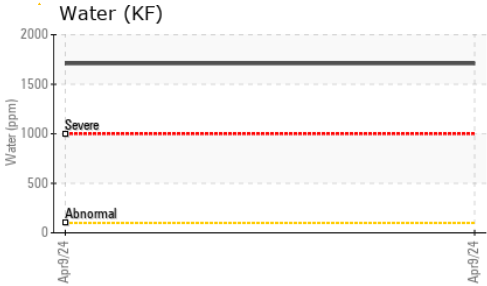 Water (KF)
Water (ppm)
2000
1500
1000
500
0
Severe
Abnormal
Apr9/24
Apr9/24